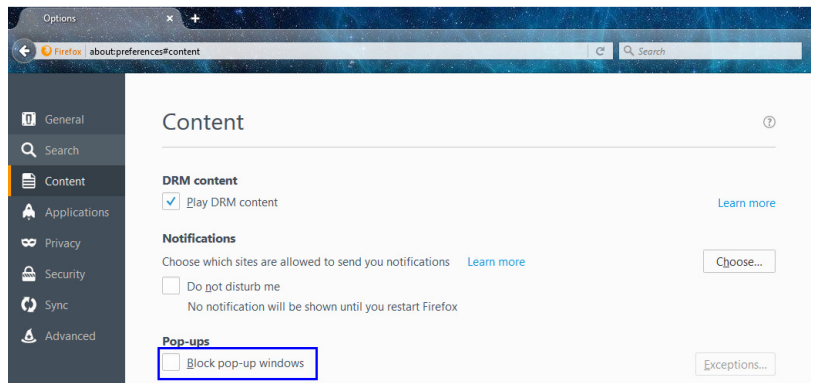 Options
Firefox about:preferences#content
Search
General
Content
Search
Content
DRM content
Play DRM content
Learn more
Applications
Privacy
Notifications
Choose which sites are allowed to send you notifications Learn more
Choose...
Security
Do not disturb me
Sync
No notification will be shown until you restart Firefox
Advanced
Pop-ups
Block pop-up windows
Exceptions...